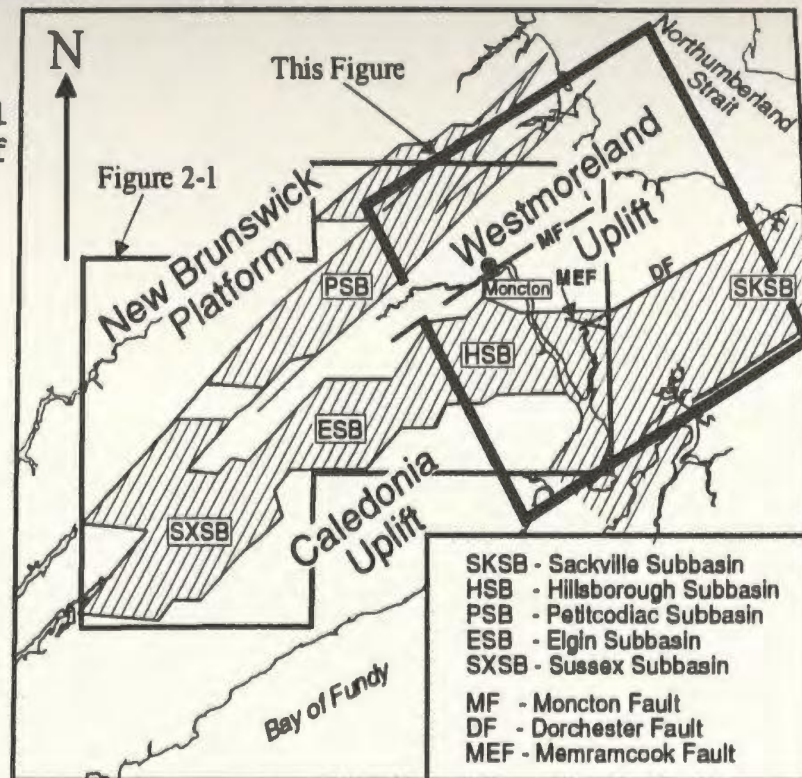 N
This Figure
Northumberland
Strait
Figure 2-1
New Brunswick
Platform
Westmoreland
Uplift
MF
Moncton
MEF
DF
SKSB
PSB
HSB
ESB
SXSB
Caledonia
Uplift
Bay of Fundy
SKSB - Sackville Subbasin
HSB - Hillsborough Subbasin
PSB - Petitcodiac Subbasin
ESB - Elgin Subbasin
SXSB - Sussex Subbasin
MF - Moncton Fault
DF - Dorchester Fault
MEF - Memramcook Fault